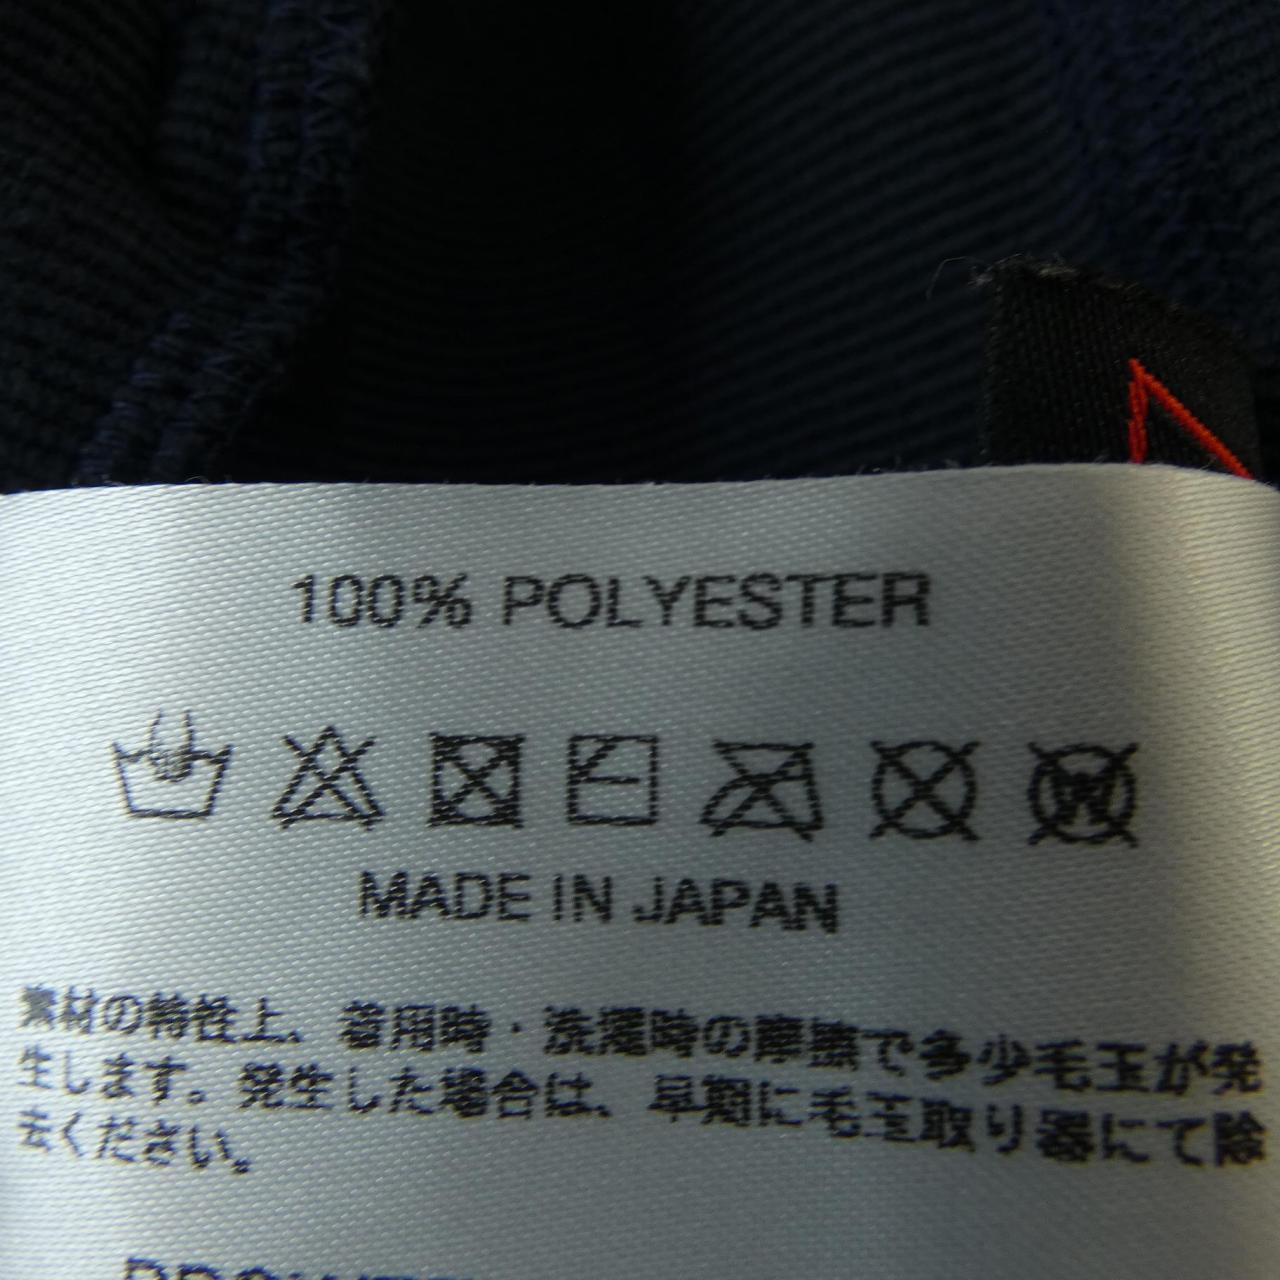 100% POLYESTER
W
MADE IN JAPAN
素材の特性上、着用時・洗濯時の摩擦で多少毛玉が発
生します。発生した場合は、早期に毛玉取り器にて除
去ください。